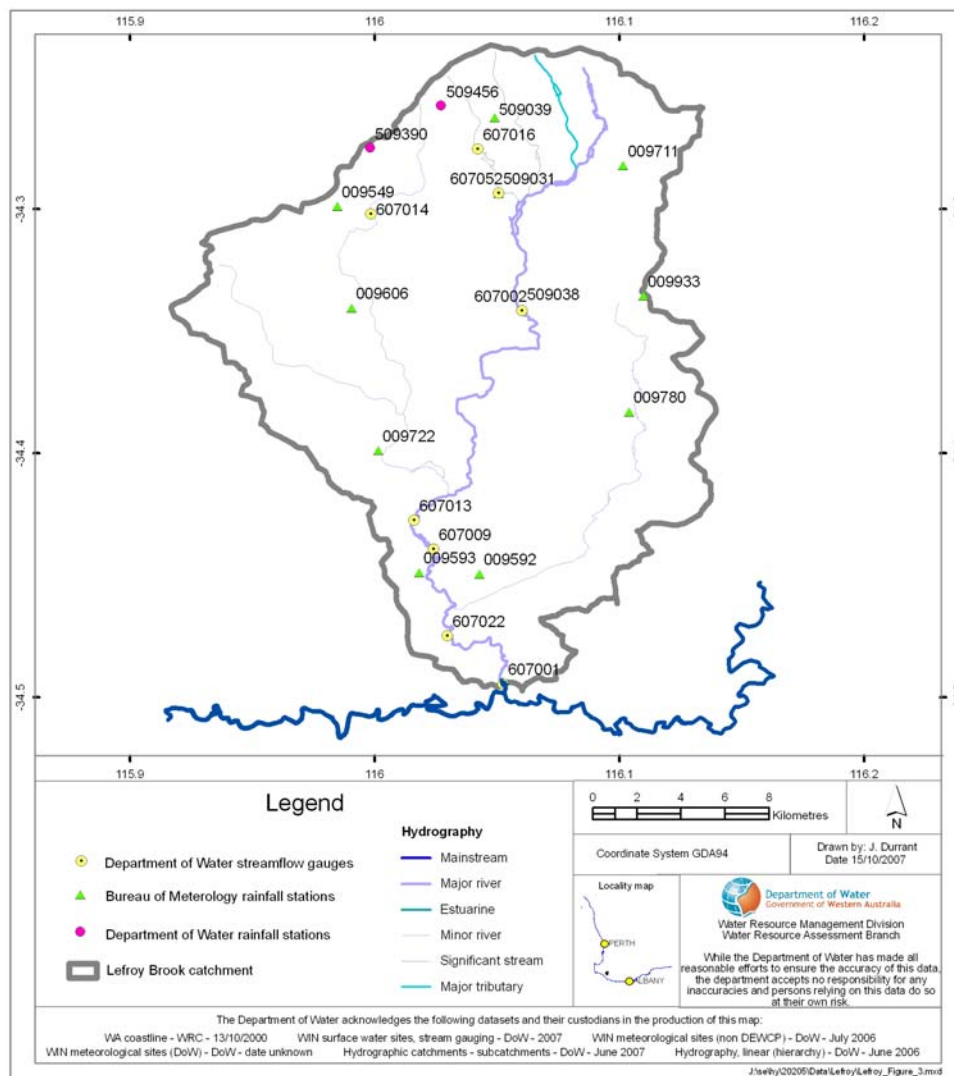 115.9 116 116.1 116.2
509456
509039
509390
607016
009711
607052 509031
009549
607014
-34.3
009933
009606
607002 509038
009780
009722
-34.4
607013
607009
009593 009592
607022
607001
-34.5
115.9 116 116.1 116.2
Legend
Department of Water streamflow gauges
Bureau of Meterology rainfall stations
Department of Water rainfall stations
Lefroy Brook catchment
Hydrography
Mainstream
Major river
Estuarine
Minor river
Significant stream
Major tributary
0 2 4 6 8
Kilometres
N
Coordinate System GDA94
Drawn by: J. Durrant
Date 15/10/2007
Locality map
PERTH
ALBANY
Department of Water
Government of Western Australia
Water Resource Management Division
Water Resource Assessment Branch
While the Department of Water has made all
reasonable efforts to ensure the accuracy of this data,
the department accepts no responsibility for any
inaccuracies and persons relying on this data do so
at their own risk.
The Department of Water acknowledges the following datasets and their custodians in the production of this map:
WA coastline - WRC - 13/10/2000 WIN surface water sites, stream gauging - DoW - 2007 WIN meteorological sites (non DEWCP) - DoW - July 2006
WIN meteorological sites (DoW) - DoW - date unknown Hydrographic catchments - subcatchments - DoW - June 2007 Hydrography, linear (hierarchy) - DoW - June 2006